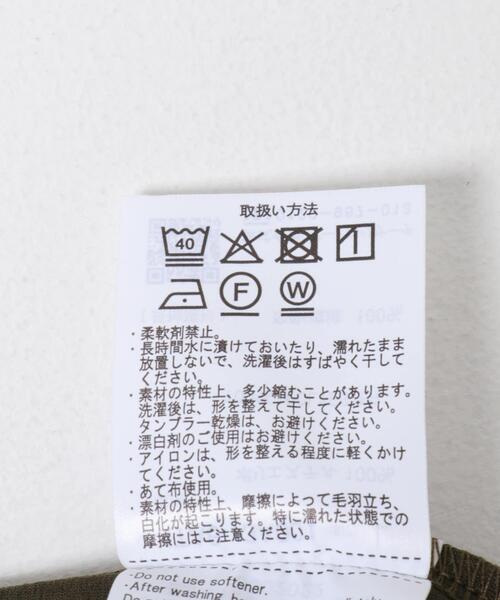 取扱い方法
40
F W
・柔軟剤禁止。
・長時間水に漬けておいたり、濡れたまま
放置しないで、洗濯後はすばやく干して
ください。
・素材の特性上、多少縮むことがあります。
洗濯後は、形を整えて干してください。
タンブラー乾燥は、お避けください。
・漂白剤のご使用はお避けください。
・アイロンは、形を整える程度に軽くかけ
てください。
・あて布使用。
・素材の特性上、摩擦によって毛羽立ち、
白化が起こります。特に濡れた状態での
摩擦にはご注意ください。
・Do not use softener.
・After washing,